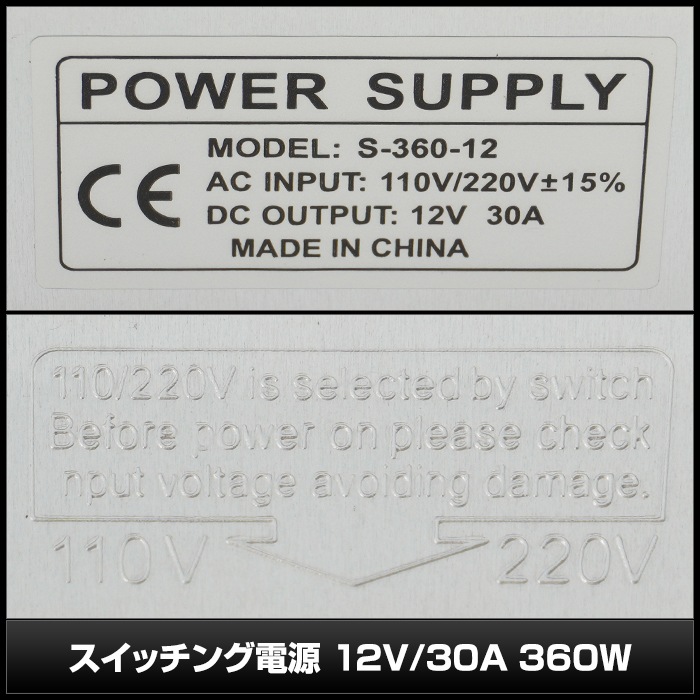 POWER SUPPLY
CE
MODEL: S-360-12
AC INPUT: 110V/220V±15%
DC OUTPUT: 12V 30A
MADE IN CHINA
110/220V is selected by switch
Before power on please check
nput voltage avoiding damage.
110V 220V
スイッチング電源 12V/30A 360W